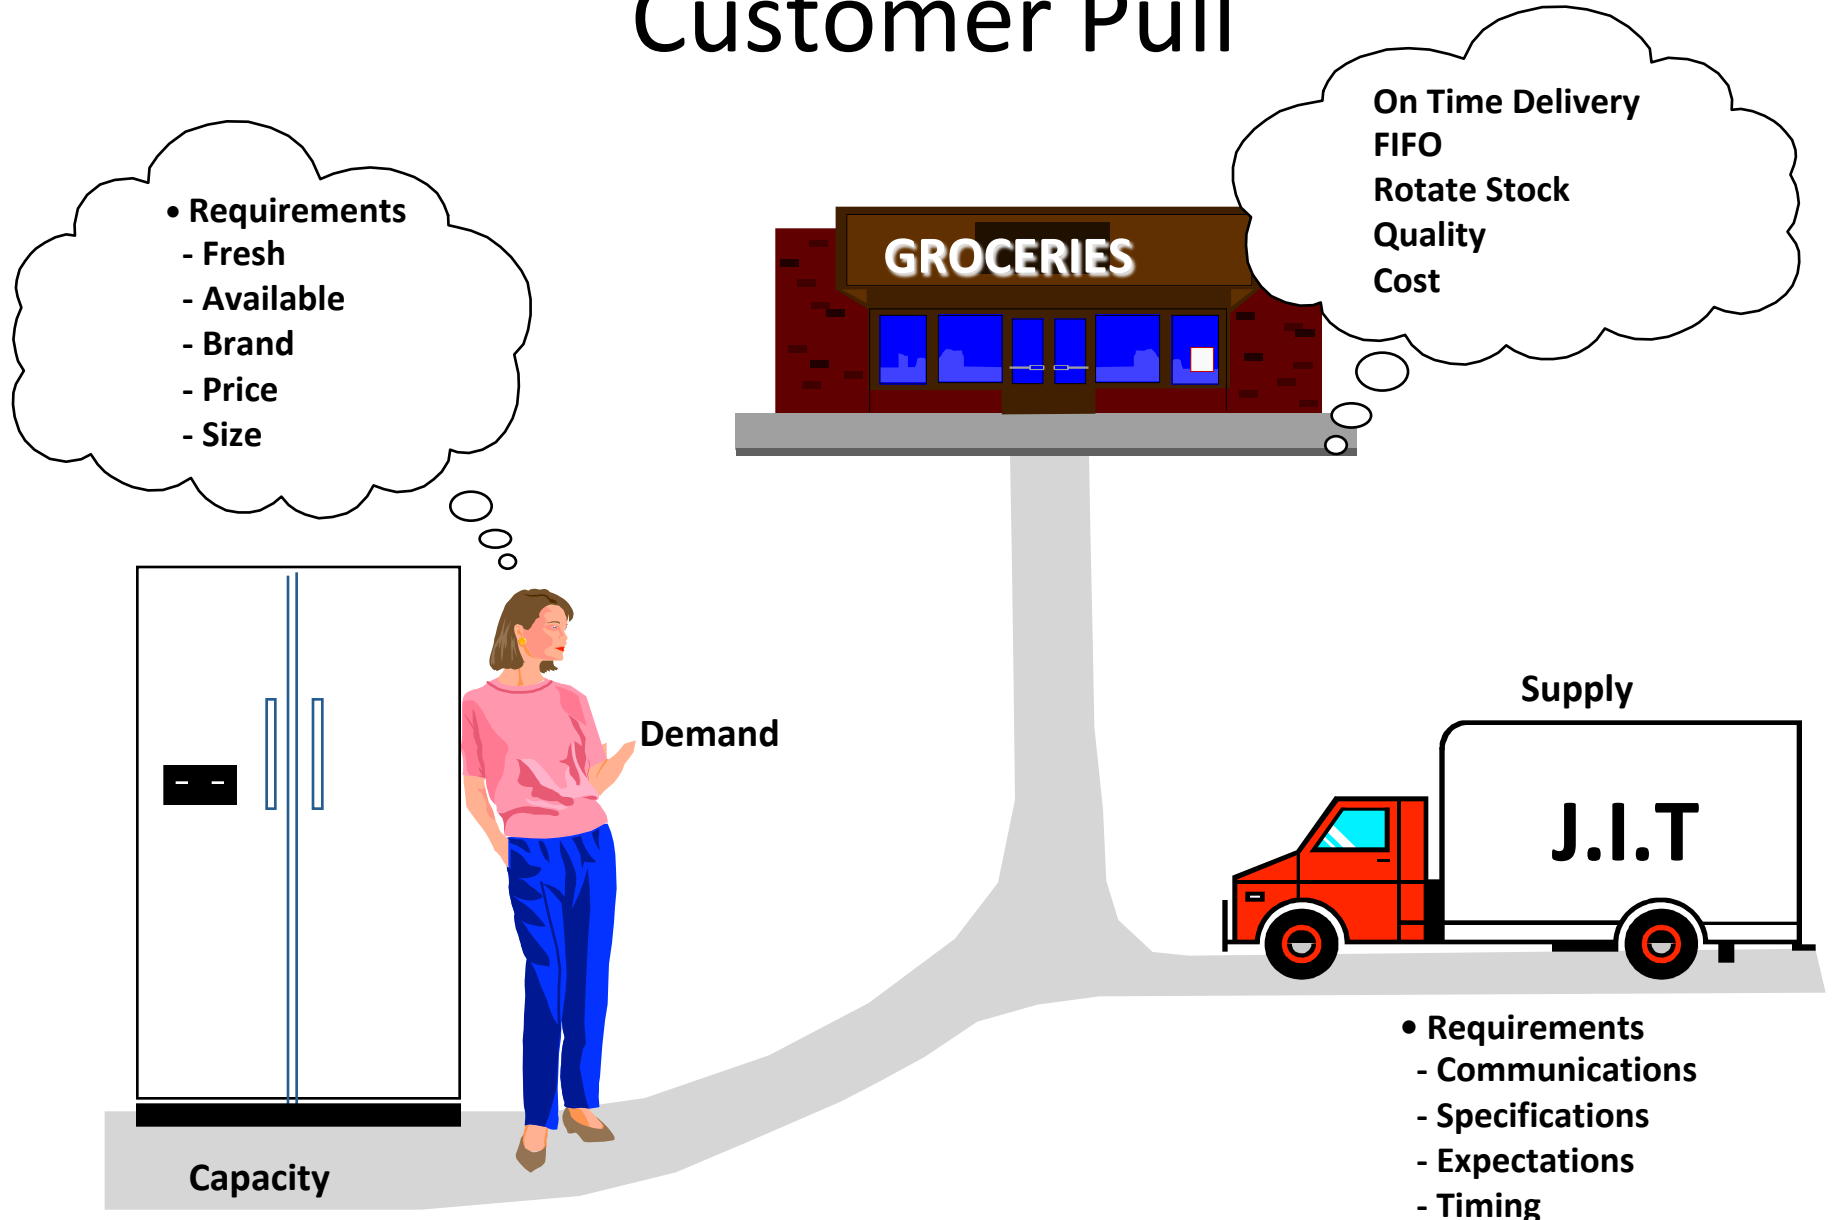 Customer Pull
On Time Delivery
FIFO
Rotate Stock
Quality
Cost
• Requirements
- Fresh
- Available
- Brand
- Price
- Size
GROCERIES
Demand
Supply
J.I.T
Capacity
• Requirements
- Communications
- Specifications
- Expectations
- Timing